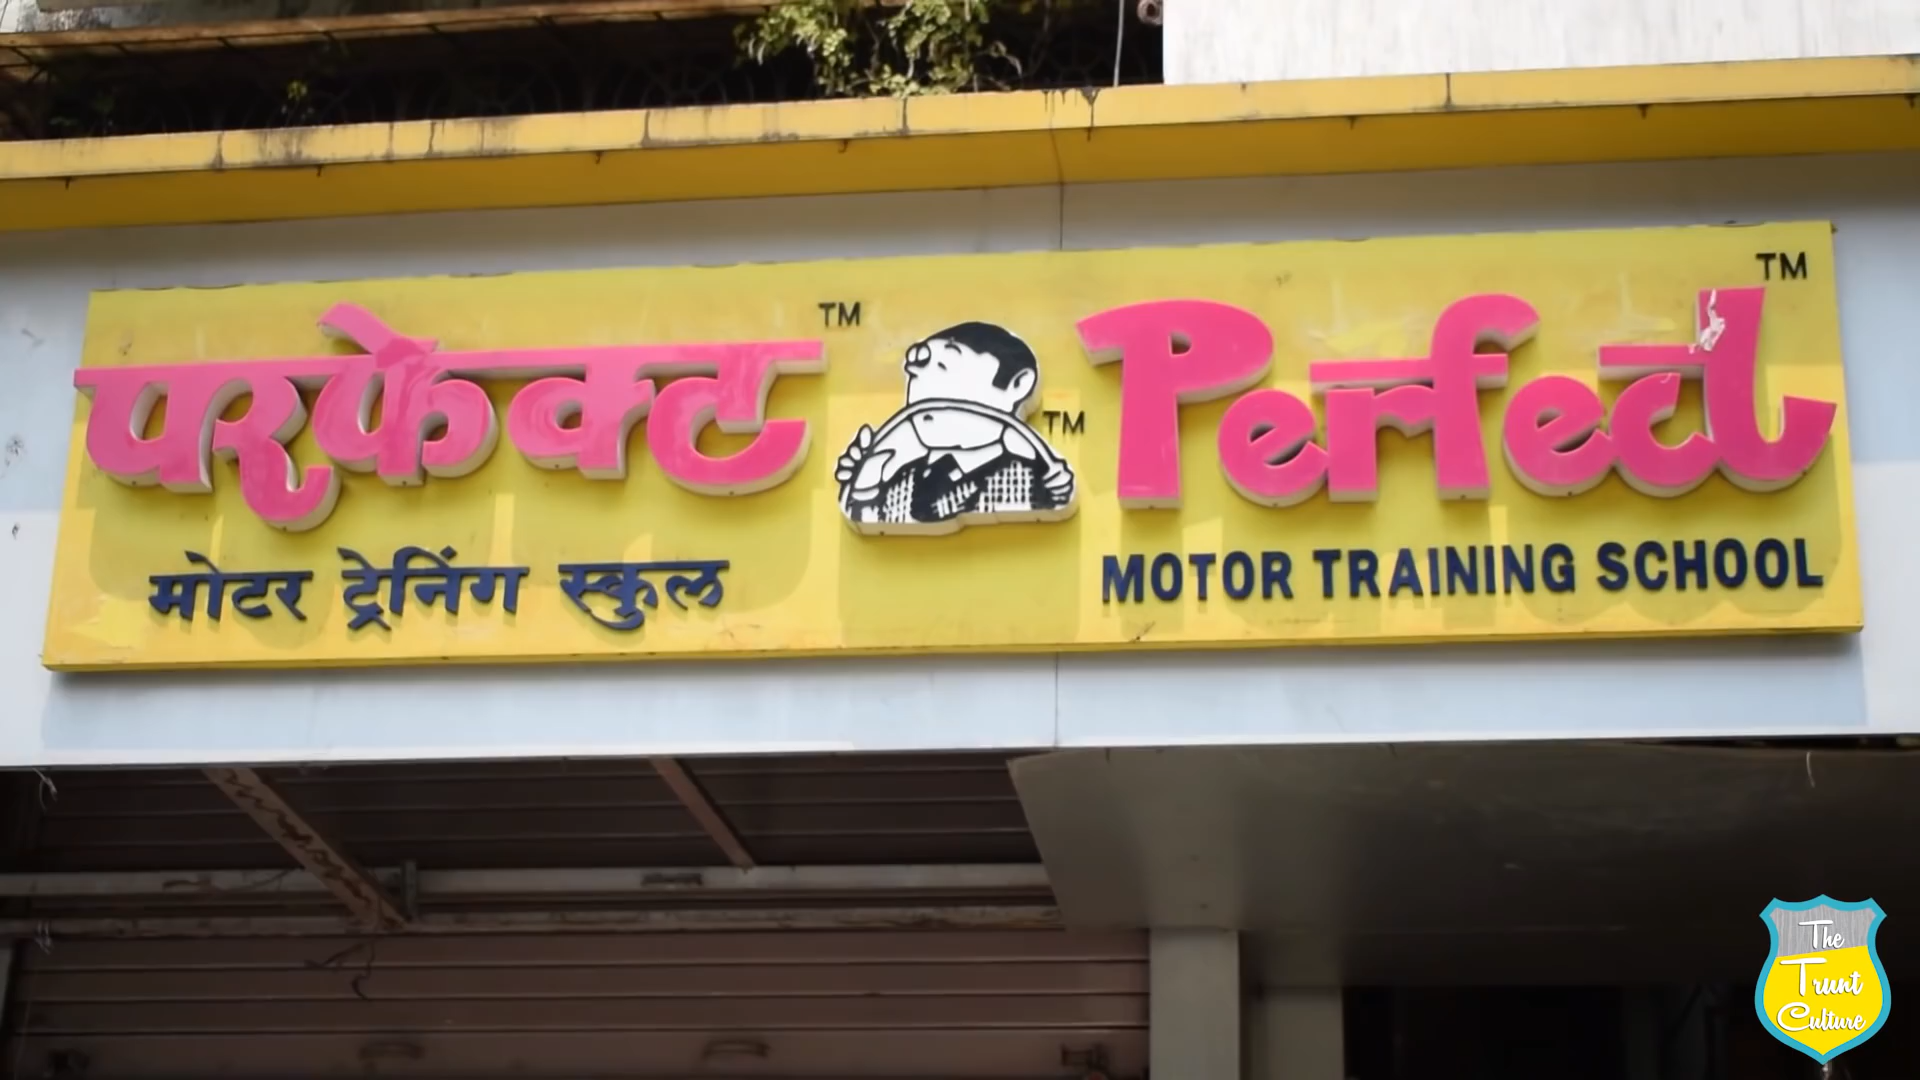 परफेक्ट TM
मोटर ट्रेनिंग स्कुल
TM
Perfect TM
MOTOR TRAINING SCHOOL
The
Trunt
Culture